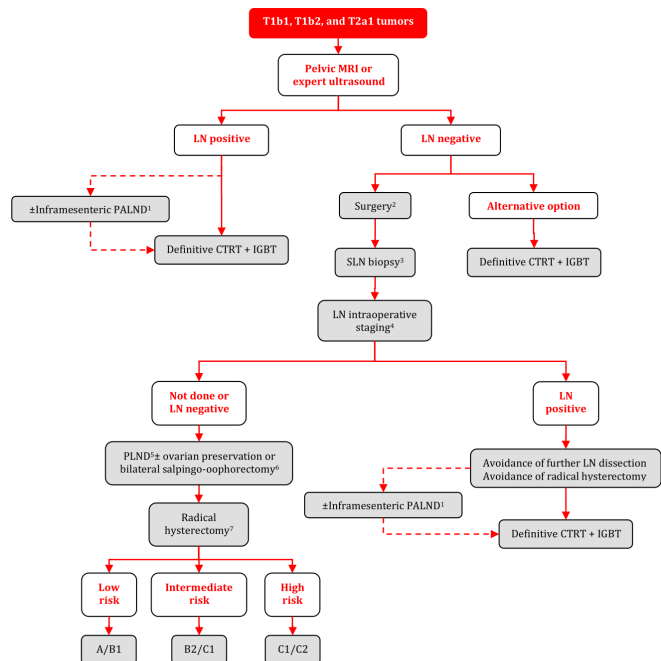 T1b1, T1b2, and T2a1 tumors
Pelvic MRI or
expert ultrasound
LN positive
LN negative
±Inframesenteric PALND¹
Definitive CTRT + IGBT
Surgery²
Alternative option
SLN biopsy³
Definitive CTRT + IGBT
LN intraoperative
staging⁴
Not done or
LN negative
LN
positive
PLND⁵± ovarian preservation or
bilateral salpingo-oophorectomy⁶
Avoidance of further LN dissection
Avoidance of radical hysterectomy
±Inframesenteric PALND¹
Definitive CTRT + IGBT
Radical
hysterectomy⁷
Low
risk
Intermediate
risk
High
risk
A/B1
B2/C1
C1/C2